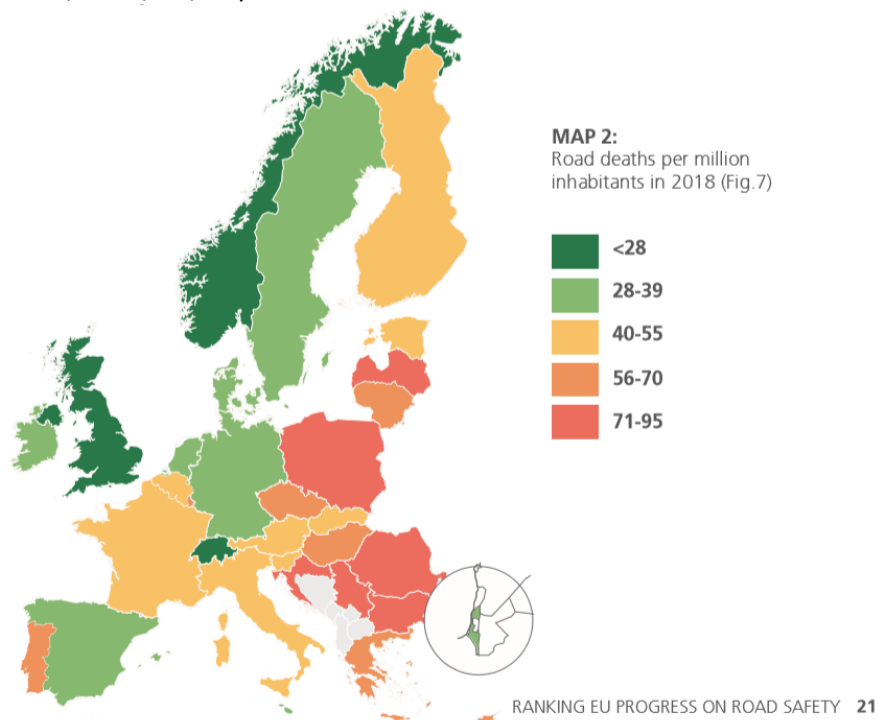 MAP 2:
Road deaths per million
inhabitants in 2018 (Fig.7)
<28
28-39
40-55
56-70
71-95
RANKING EU PROGRESS ON ROAD SAFETY 21